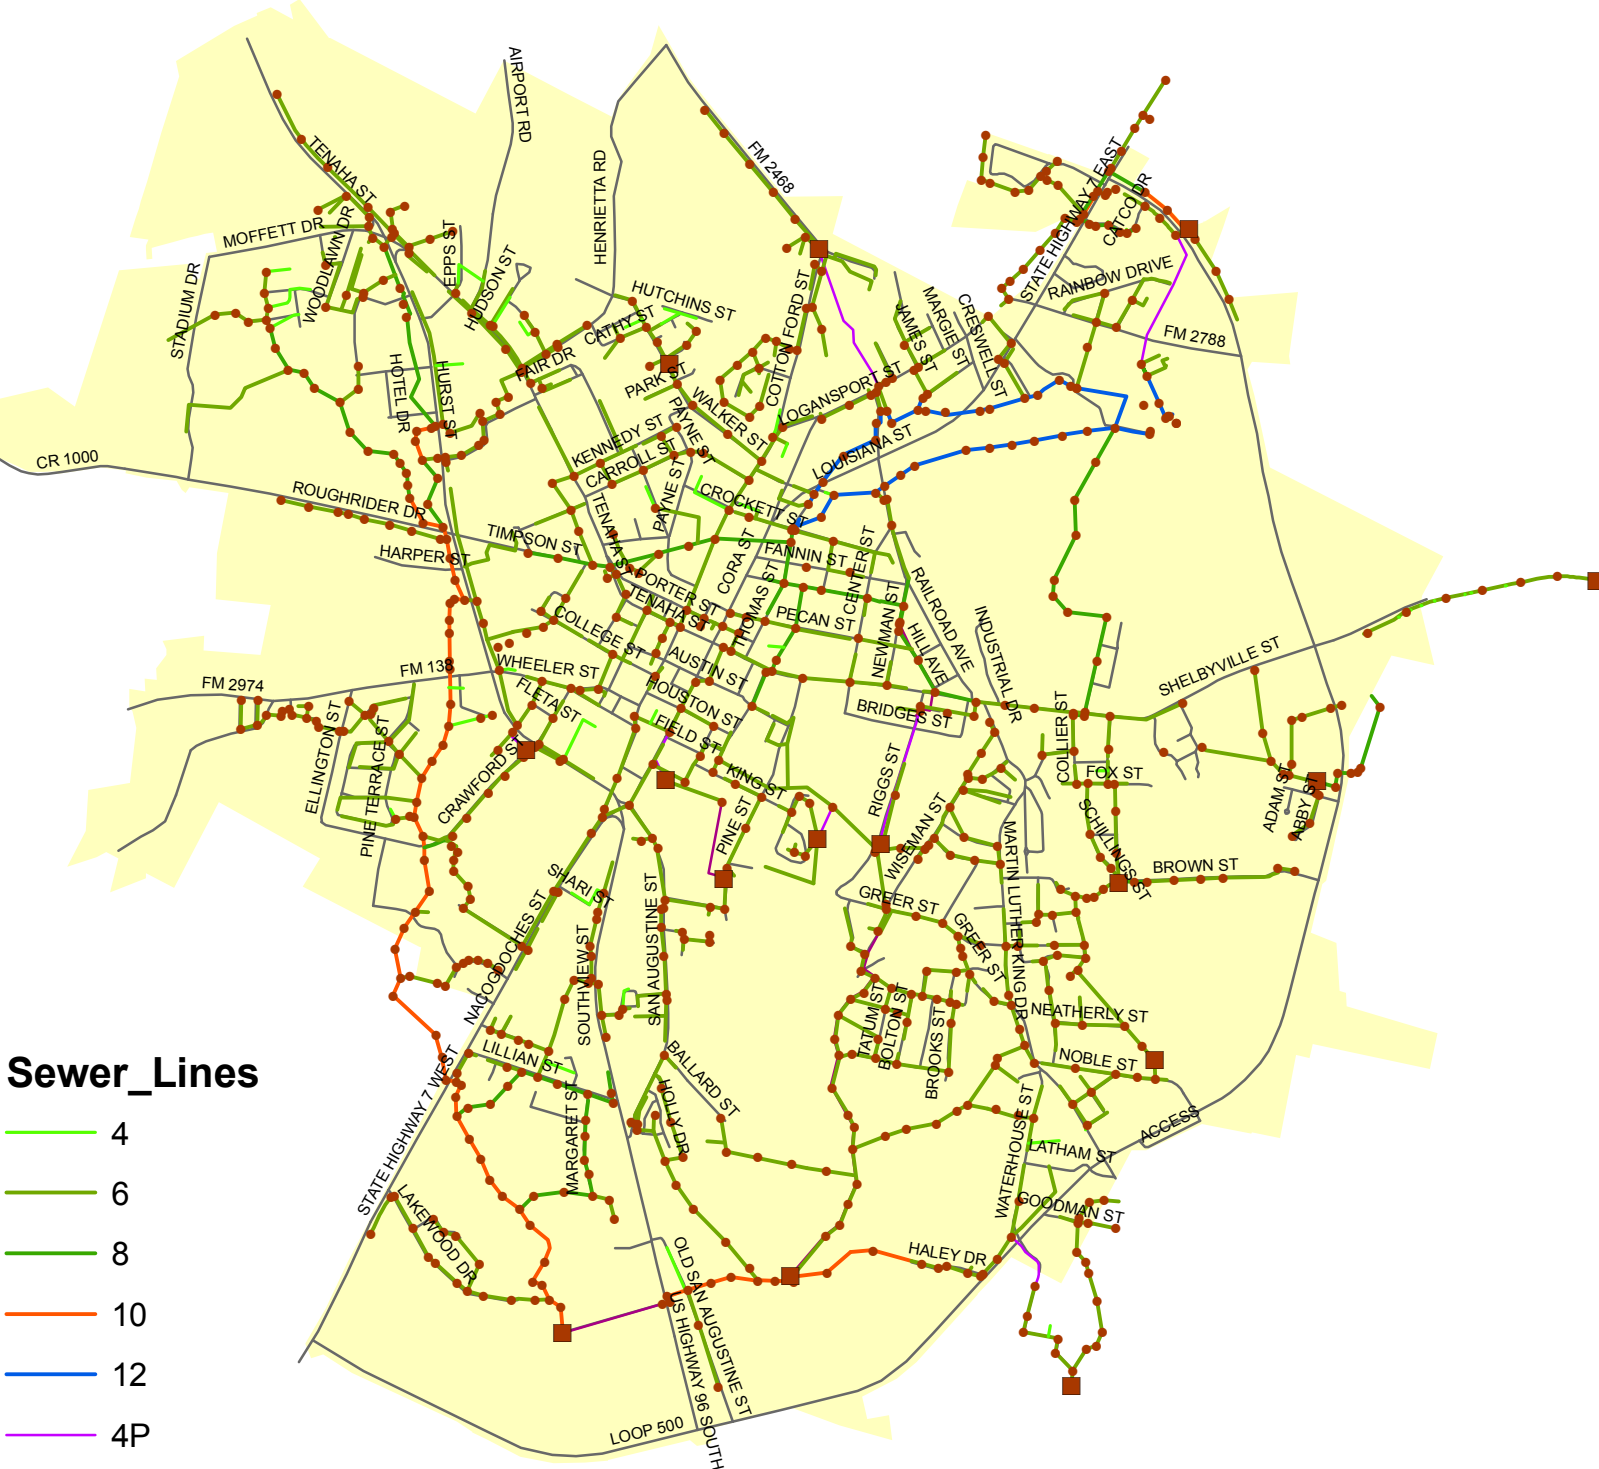 AIRPORT RD
TENAHA ST
FM 2468
STATE HIGHWAY 7 EAST
CATCO DR
HENRIETTA RD
MOFFETT DR
WOODLAWN DR
EPPS ST
HUDSON ST
STADIUM DR
RAINBOW DRIVE
HUTCHINS ST
CATHY ST
COTTON FORD ST
JAMES ST
MARGIE ST
CRESWELL ST
FM 2788
FAIR DR
HOTEL DR
HURST ST
PARK ST
WALKER ST
LOGANSPORT ST
PAYNE ST
KENNEDY ST
CARROLL ST
LOUISIANA ST
CR 1000
ROUGHRIDER DR
TENAHA ST
PAYNE ST
CROCKETT ST
TIMPSON ST
HARPER ST
CORA ST
FANNIN ST
CENTER ST
PORTER ST
TENAHA ST
THOMAS ST
PECAN ST
NEWMAN ST
RAILROAD AVE
HILL AVE
INDUSTRIAL DR
COLLEGE ST
AUSTIN ST
SHELBYVILLE ST
FM 138
WHEELER ST
FM 2974
FLETA ST
HOUSTON ST
BRIDGES ST
COLLIER ST
FIELD ST
ELLINGTON ST
PINE TERRACE ST
CRAWFORD ST
KING ST
RIGGS ST
FOX ST
ADAM ST
ABBY ST
PINE ST
WISEMAN ST
SCHILLINGS ST
MARTIN LUTHER KING DR
BROWN ST
SHARI ST
GREER ST
GREER ST
NACOGDOCHES ST
SOUTHVIEW ST
SAN AUGUSTINE ST
TATUM ST
BOLTON ST
BROOKS ST
NEATHERLY ST
NOBLE ST
LILLIAN ST
BALLARD ST
HOLLY DR
MARGARET ST
STATE HIGHWAY 7 WEST
WATERHOUSE ST
ACCESS
LATHAM ST
GOODMAN ST
LAKEWOOD DR
HALEY DR
OLD SAN AUGUSTINE ST
US HIGHWAY 96 SOUTH
LOOP 500
Sewer_Lines
4
6
8
10
12
4P